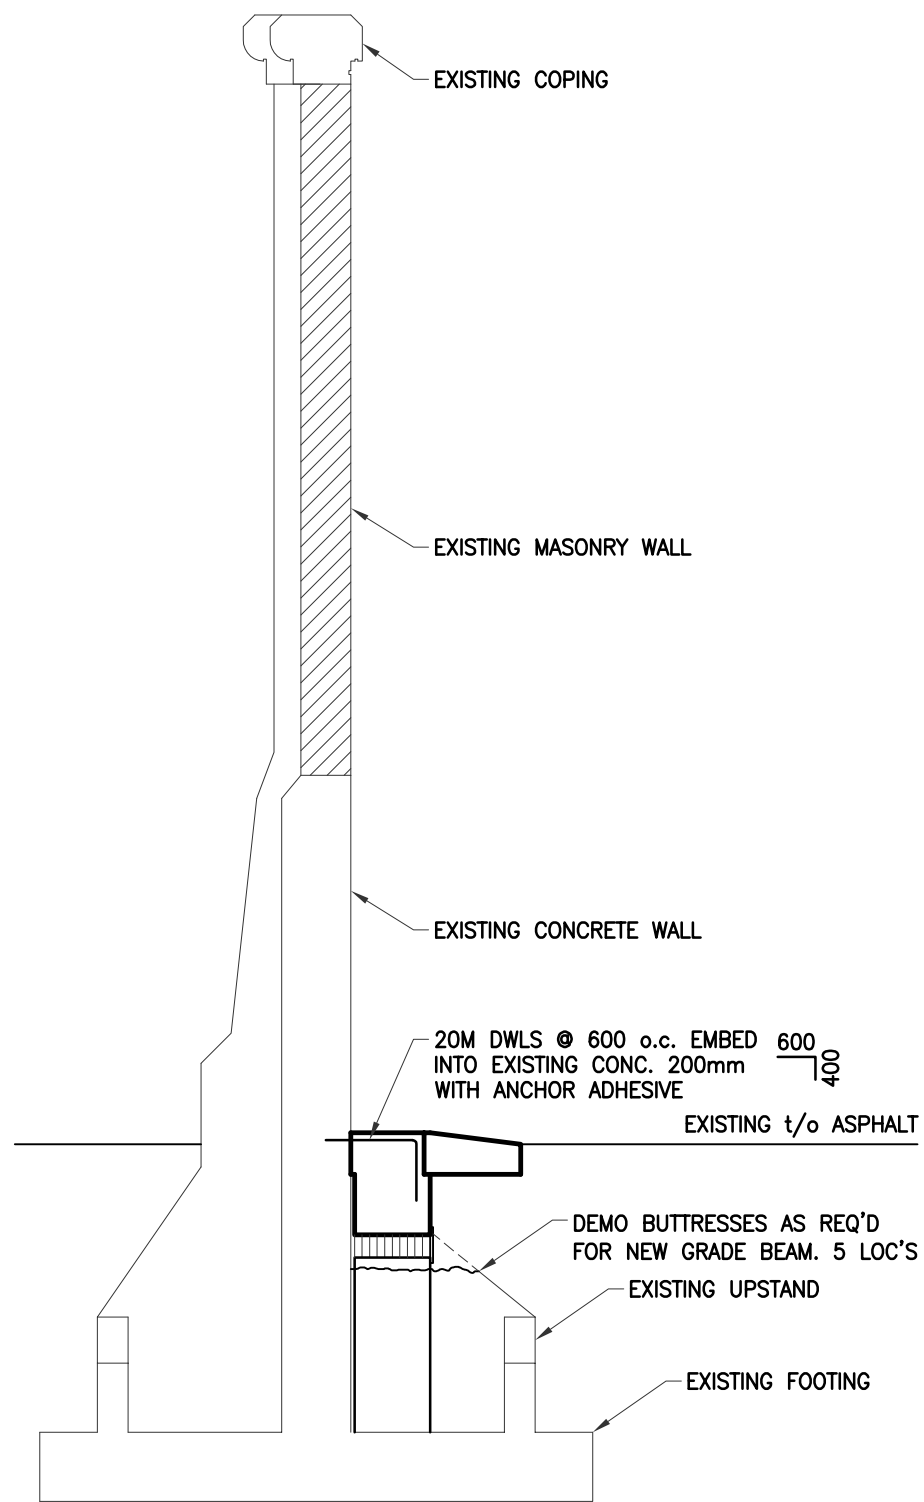 EXISTING COPING
EXISTING MASONRY WALL
EXISTING CONCRETE WALL
20M DWLS @ 600 o.c. EMBED
INTO EXISTING CONC. 200mm
WITH ANCHOR ADHESIVE
600
400
EXISTING t/o ASPHALT
DEMO BUTTRESSES AS REQ'D
FOR NEW GRADE BEAM. 5 LOC'S
EXISTING UPSTAND
EXISTING FOOTING